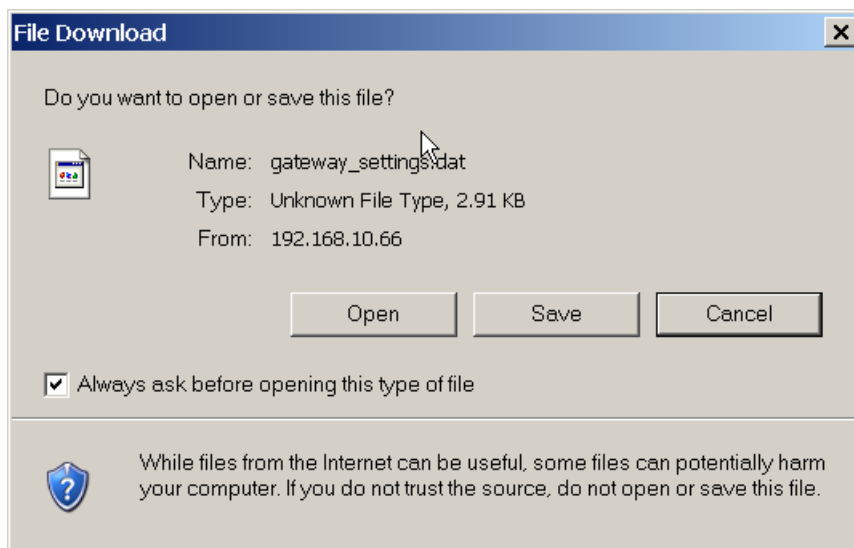 File Download
Do you want to open or save this file?
Name: gateway_settings.dat
Type: Unknown File Type, 2.91 KB
From: 192.168.10.66
Open Save Cancel
Always ask before opening this type of file
While files from the Internet can be useful, some files can potentially harm
your computer. If you do not trust the source, do not open or save this file.